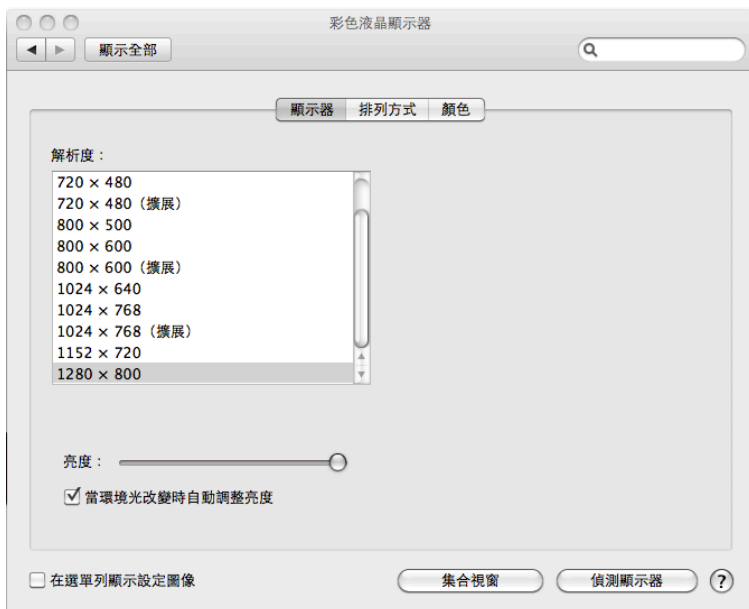 彩色液晶顯示器
顯示全部
顯示器 排列方式 顏色
解析度：
720 × 480
720 × 480（擴展）
800 × 500
800 × 600
800 × 600（擴展）
1024 × 640
1024 × 768
1024 × 768（擴展）
1152 × 720
1280 × 800
亮度：
當環境光改變時自動調整亮度
在選單列顯示設定圖像 集合視窗 偵測顯示器 ?